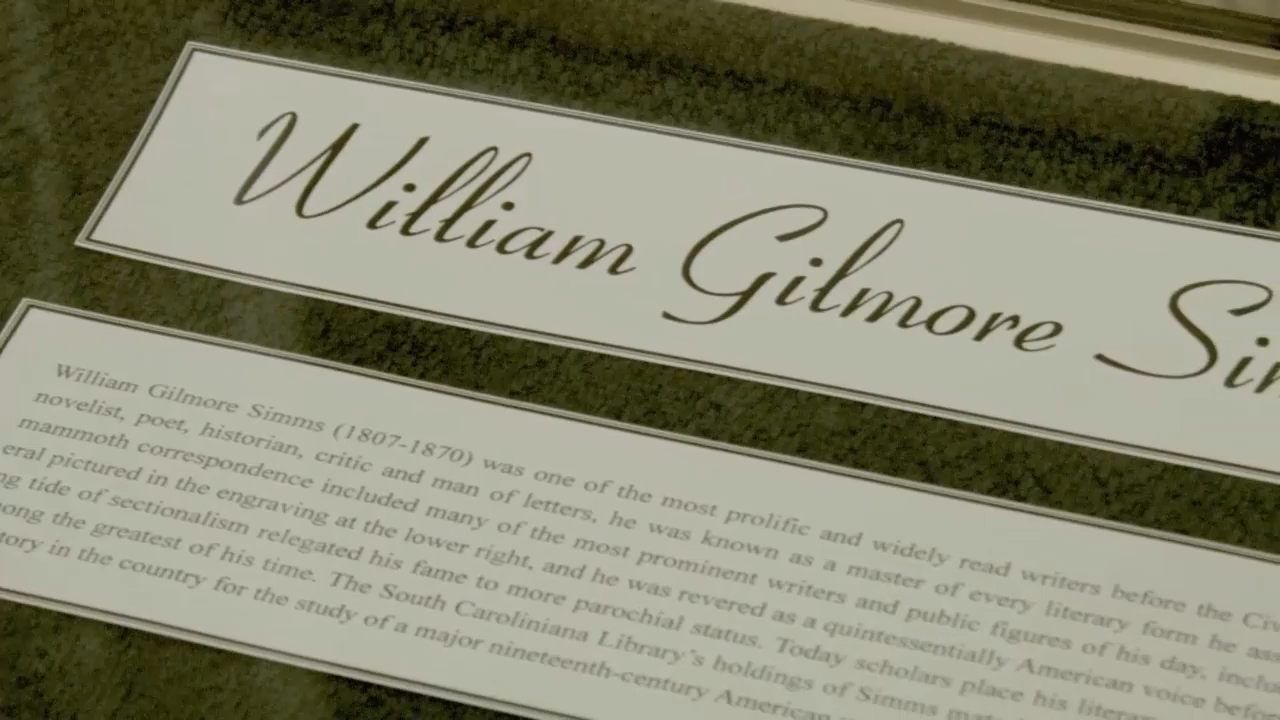 William Gilmore Sim
William Gilmore Simms (1807-1870) was one of the most prolific and widely read writers before the Civ
novelist, poet, historian, critic and man of letters, he was known as a master of every literary form he ass
mammoth correspondence included many of the most prominent writers and public figures of his day, inclu
eral pictured in the engraving at the lower right, and he was revered as a quintessentially American voice befo
ng tide of sectionalism relegated his fame to more parochial status. Today scholars place his litera
ong the greatest of his time. The South Caroliniana Library's holdings of Simms mate
tory in the country for the study of a major nineteenth-century American